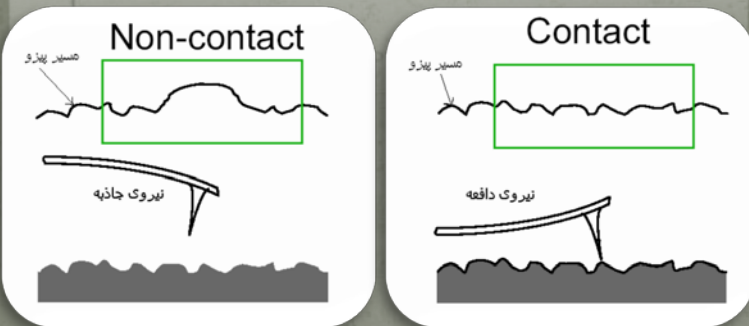 Non-contact
مسیر پیزو
نیروی جاذبه
Contact
مسیر پیزو
نیروی دافعه